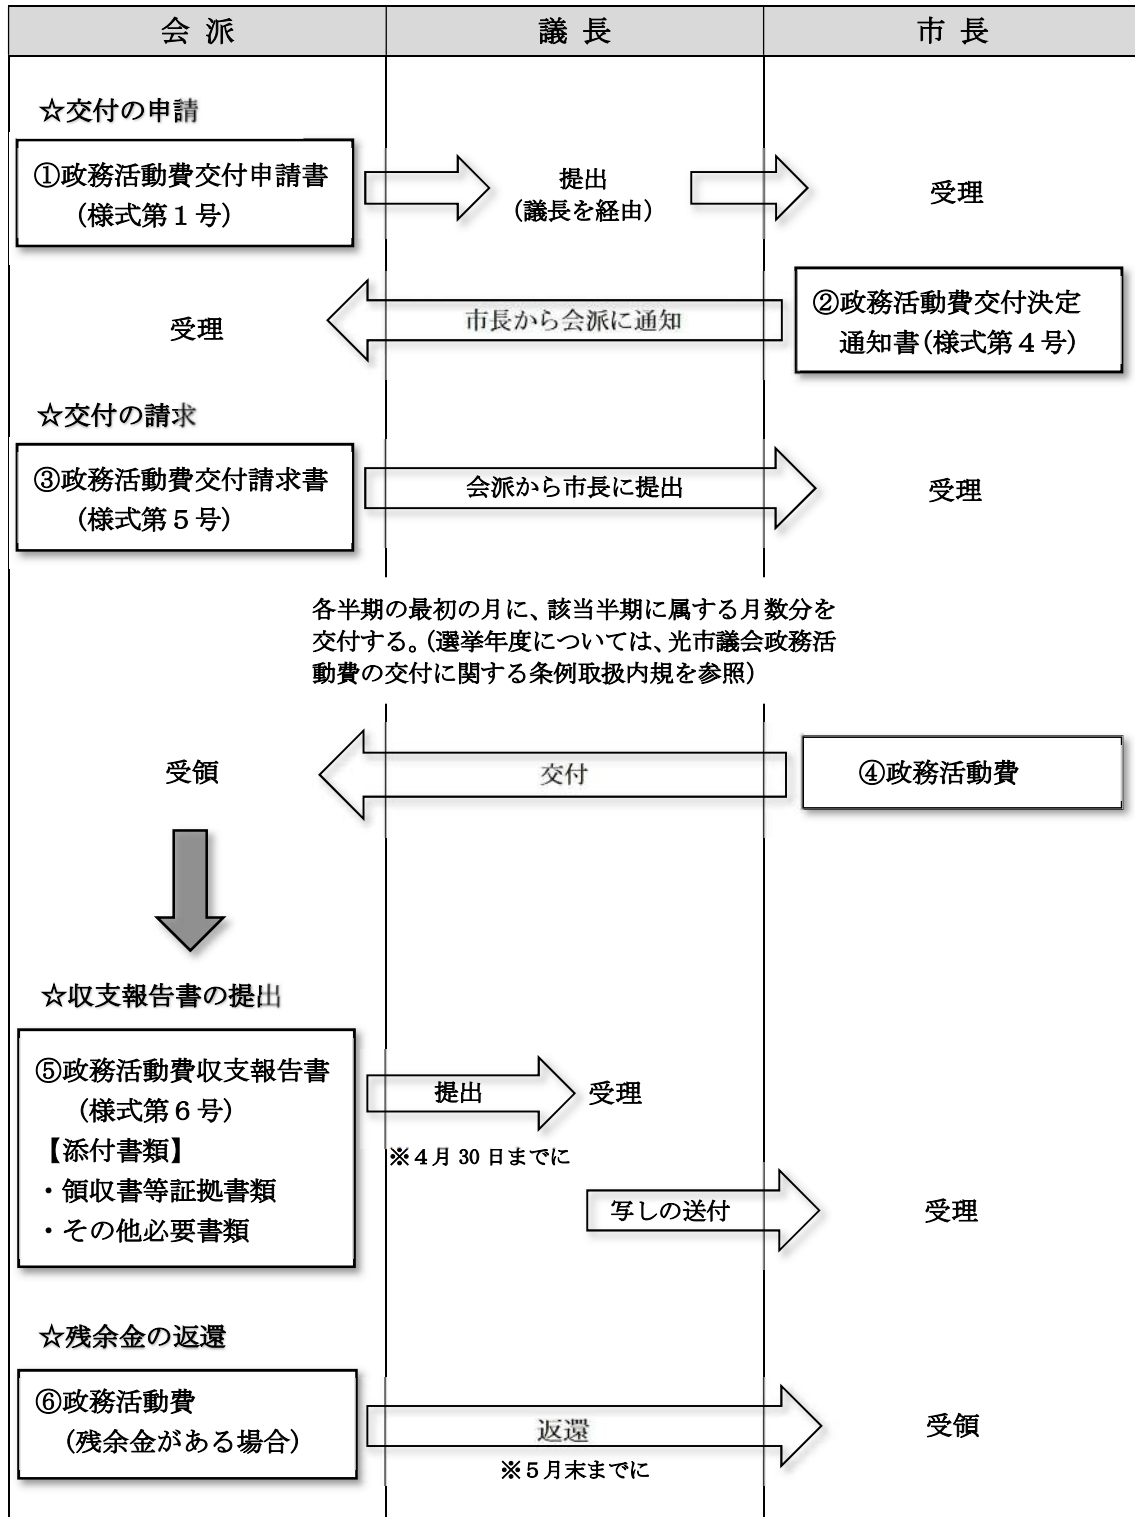 会 派
議 長
市 長
☆交付の申請
①政務活動費交付申請書
(様式第１号)
提出
(議長を経由)
受理
受理
市長から会派に通知
②政務活動費交付決定
通知書(様式第４号)
☆交付の請求
③政務活動費交付請求書
(様式第５号)
会派から市長に提出
受理
各半期の最初の月に、該当半期に属する月数分を
交付する。(選挙年度については、光市議会政務活
動費の交付に関する条例取扱内規を参照)
受領
交付
④政務活動費
☆収支報告書の提出
⑤政務活動費収支報告書
(様式第６号)
【添付書類】
・領収書等証拠書類
・その他必要書類
提出
受理
※４月 30 日までに
写しの送付
受理
☆残余金の返還
⑥政務活動費
(残余金がある場合)
返還
受領
※５月末までに